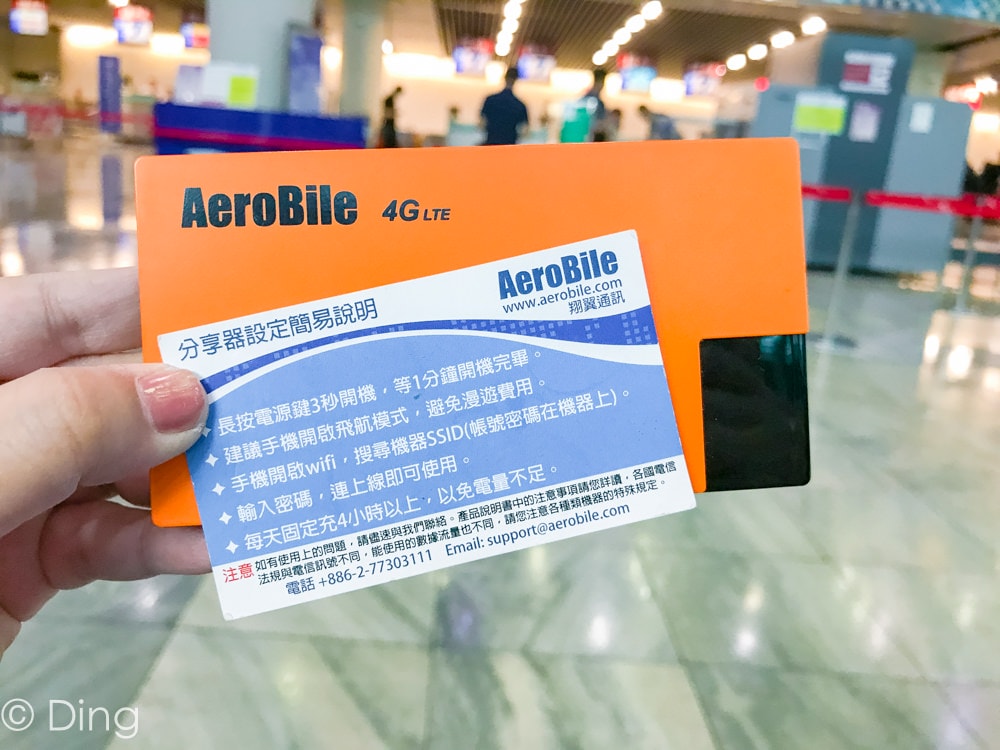 AeroBile 4G LTE
AeroBile
www.aerobile.com
翔翼通訊
分享器設定簡易說明
✦ 長按電源鍵3秒開機，等1分鐘開機完畢。
✦ 建議手機開啟飛航模式，避免漫遊費用。
✦ 手機開啟wifi，搜尋機器SSID(帳號密碼在機器上)。
✦ 輸入密碼，連上線即可使用。
✦ 每天固定充4小時以上，以免電量不足。
注意 如有使用上的問題，請儘速與我們聯絡。產品說明書中的注意事項請您詳讀，各國電信
法規與電信訊號不同，能使用的數據流量也不同，請您注意各種類機器的特殊規定。
電話 +886-2-77303111 Email: support@aerobile.com
© Ding